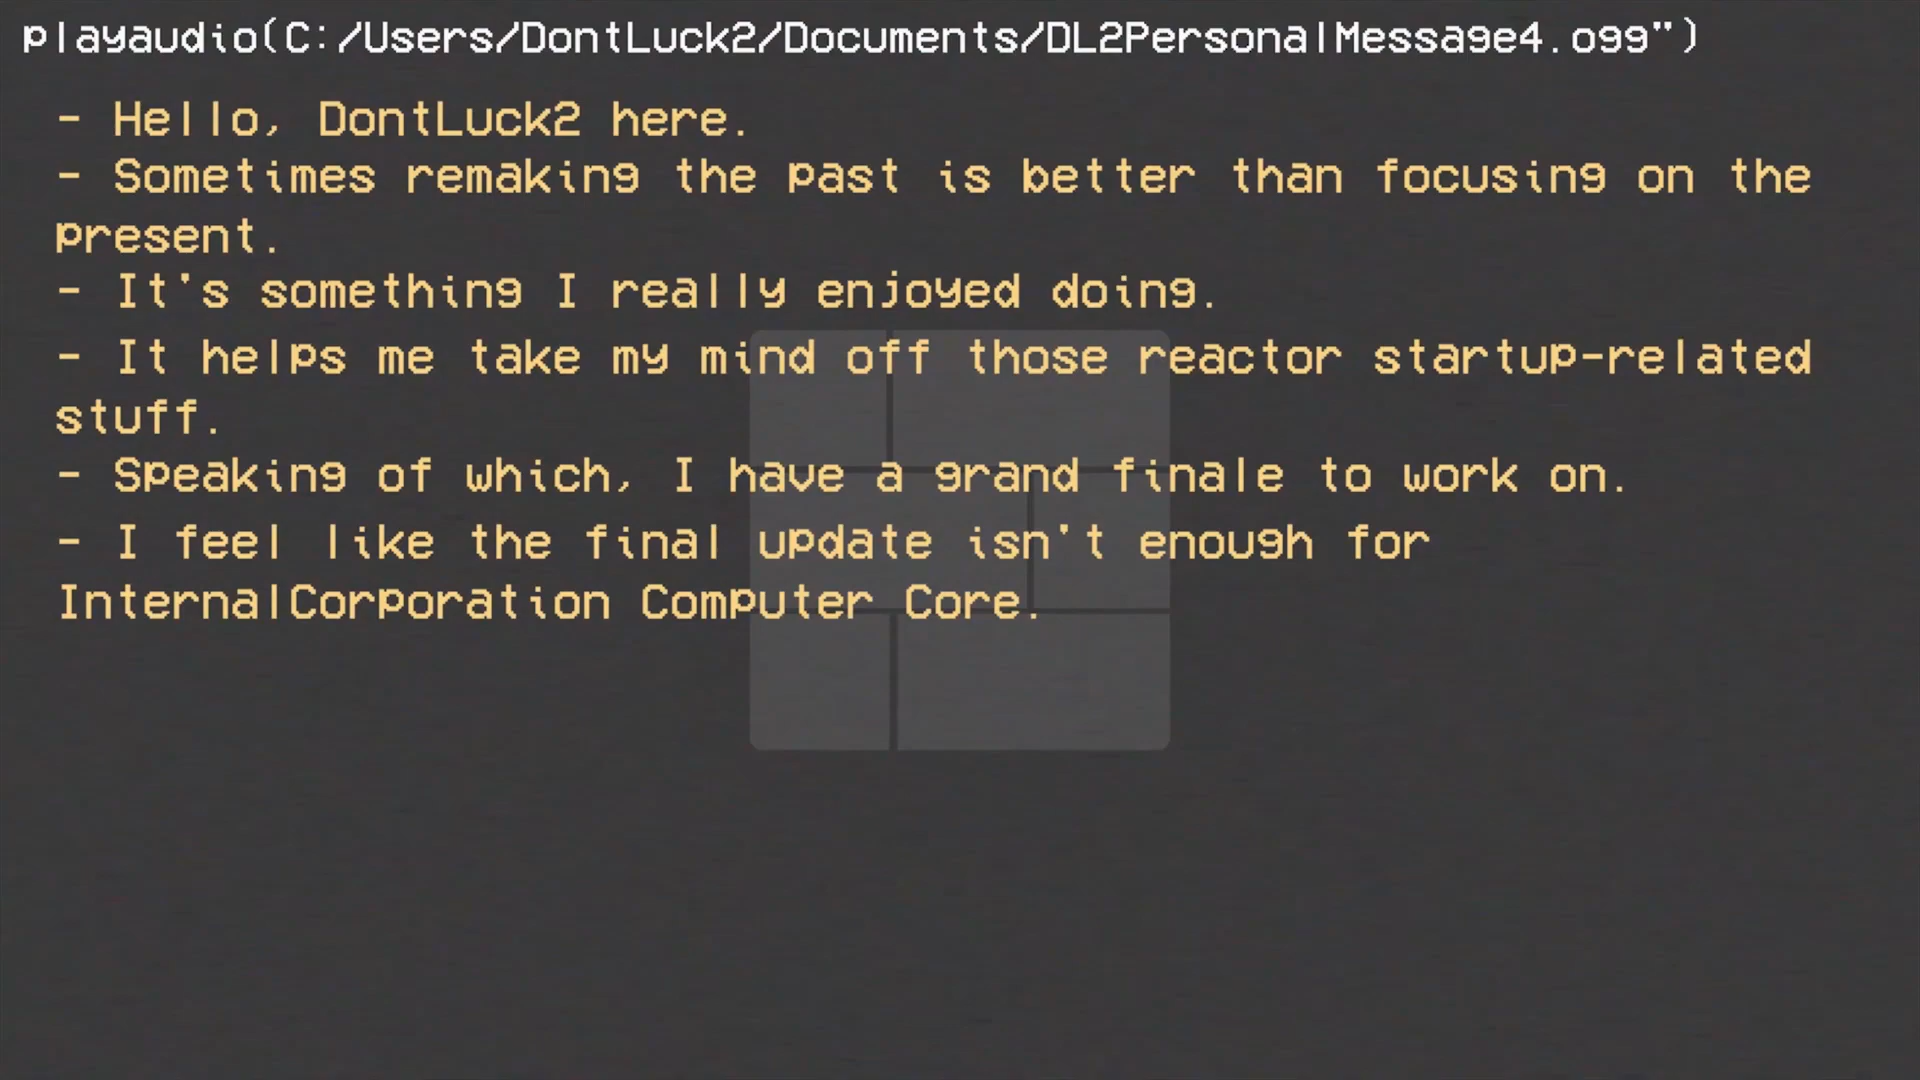 playaudio(C:/Users/DontLuck2/Documents/DL2PersonalMessage4.ogg")
- Hello, DontLuck2 here.
- Sometimes remaking the past is better than focusing on the
present.
- It's something I really enjoyed doing.
- It helps me take my mind off those reactor startup-related
stuff.
- Speaking of which, I have a grand finale to work on.
- I feel like the final update isn't enough for
InternalCorporation Computer Core.